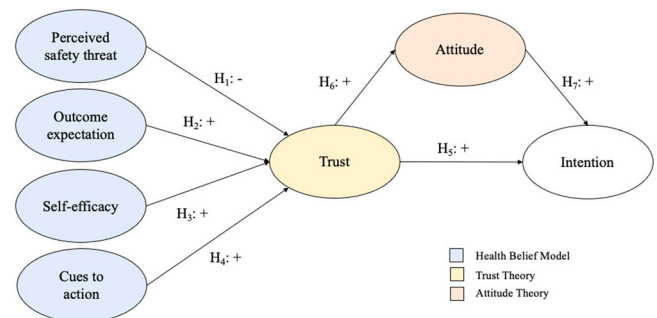 Perceived
safety threat
H₁: -
Outcome
expectation
H₂: +
Self-efficacy
H₃: +
Cues to
action
H₄: +
Trust
H₆: +
Attitude
H₇: +
H₅: +
Intention
Health Belief Model
Trust Theory
Attitude Theory